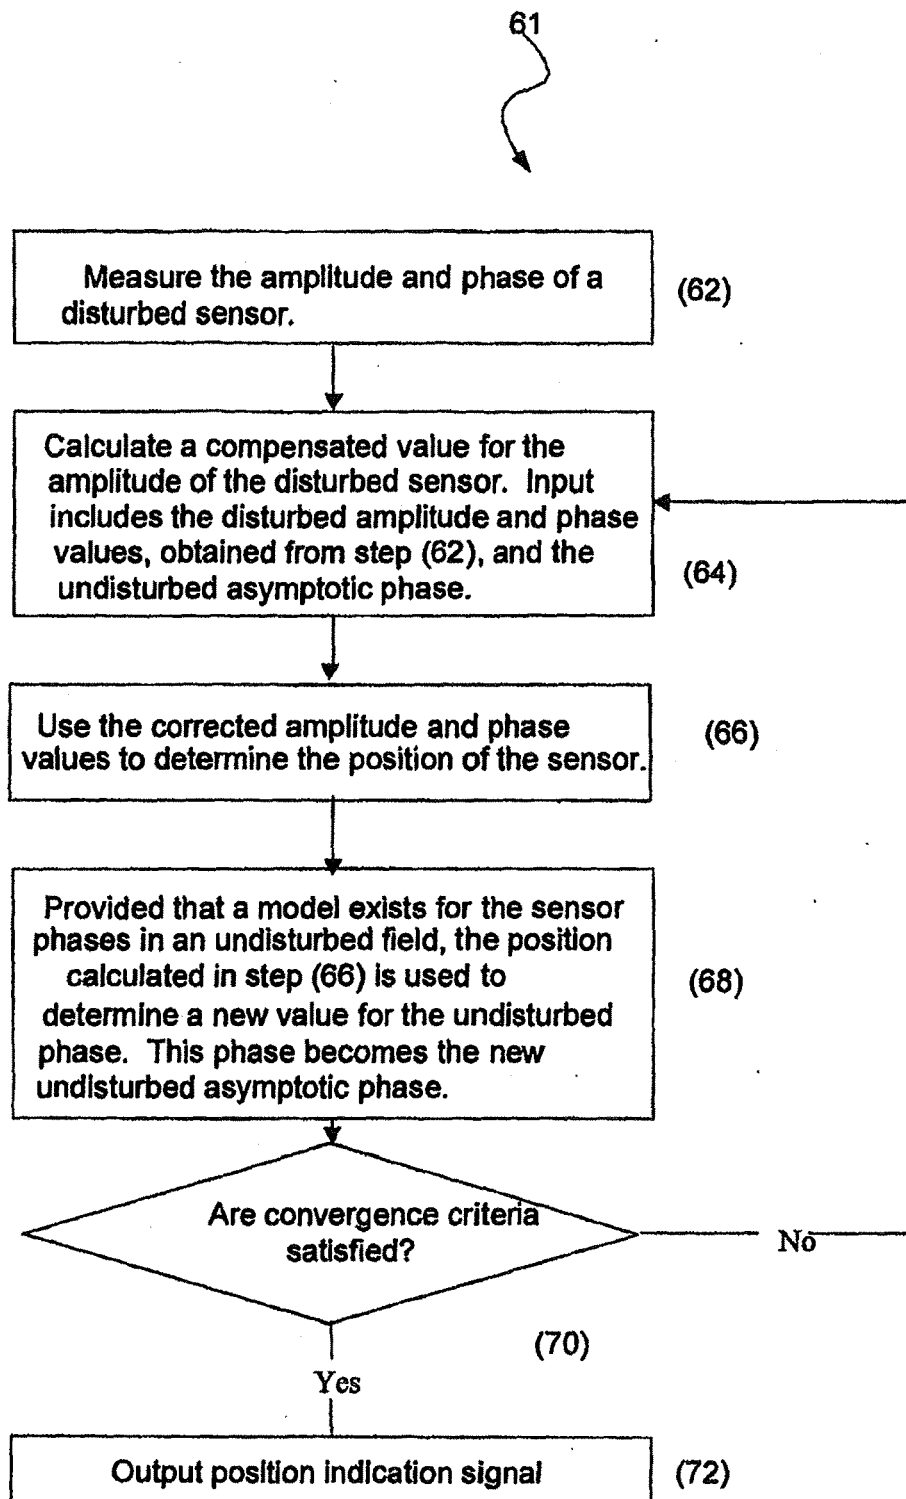 61
Measure the amplitude and phase of a
disturbed sensor.
(62)
Calculate a compensated value for the
amplitude of the disturbed sensor. Input
includes the disturbed amplitude and phase
values, obtained from step (62), and the
undisturbed asymptotic phase.
(64)
Use the corrected amplitude and phase
values to determine the position of the sensor.
(66)
Provided that a model exists for the sensor
phases in an undisturbed field, the position
calculated in step (66) is used to
determine a new value for the undisturbed
phase. This phase becomes the new
undisturbed asymptotic phase.
(68)
Are convergence criteria
satisfied?
No
(70)
Yes
Output position indication signal
(72)